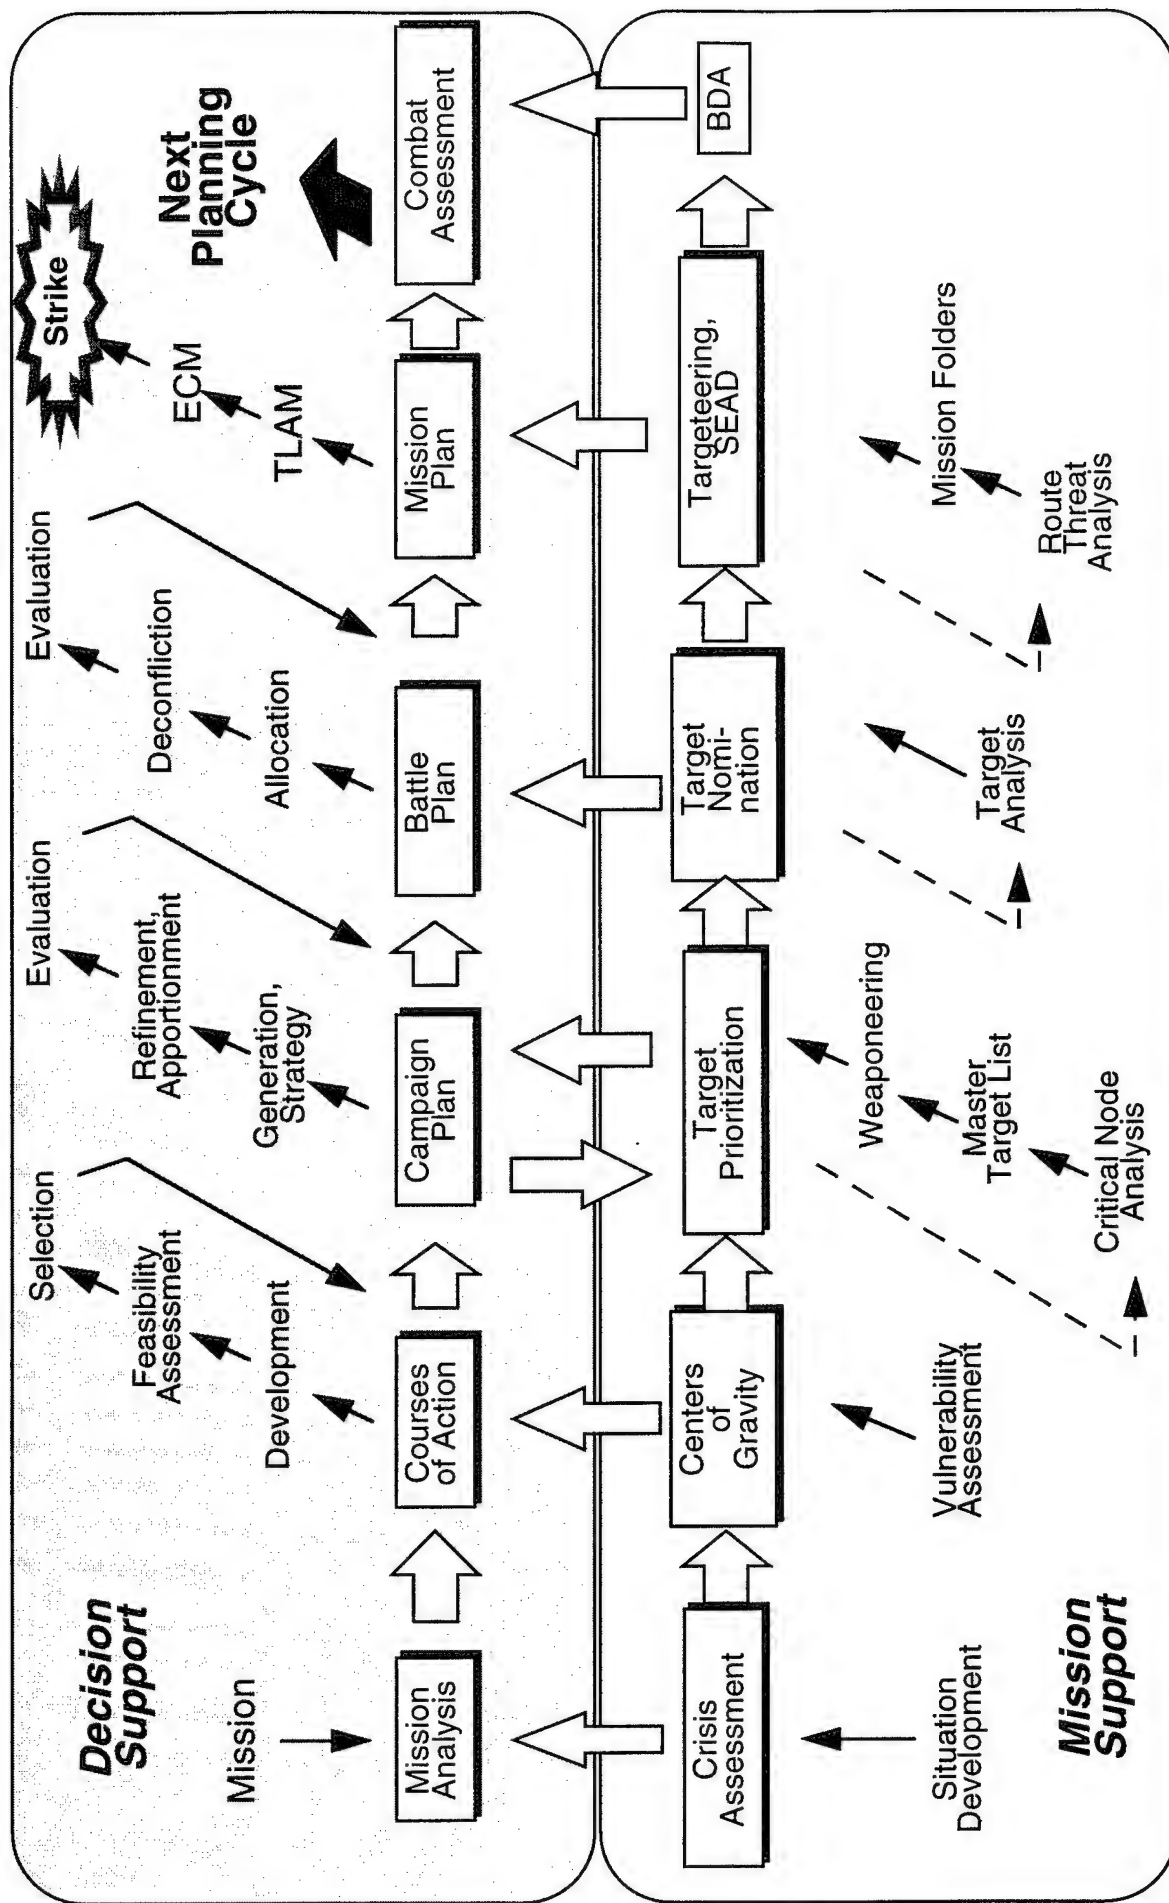 Decision
Support
Mission
Mission
Analysis
Selection
Feasibility
Assessment
Development
Courses
of Action
Evaluation
Refinement,
Apportionment
Generation,
Strategy
Campaign
Plan
Evaluation
Deconfliction
Allocation
Battle
Plan
Strike
ECM
TLAM
Mission
Plan
Next
Planning
Cycle
Combat
Assessment
Crisis
Assessment
Situation
Development
Centers
of
Gravity
Vulnerability
Assessment
Target
Prioritization
Weaponeering
Master
Target List
Critical Node
Analysis
Target
Nomi-
nation
Target
Analysis
Targeteering,
SEAD
Mission Folders
Route
Threat
Analysis
BDA
Mission
Support